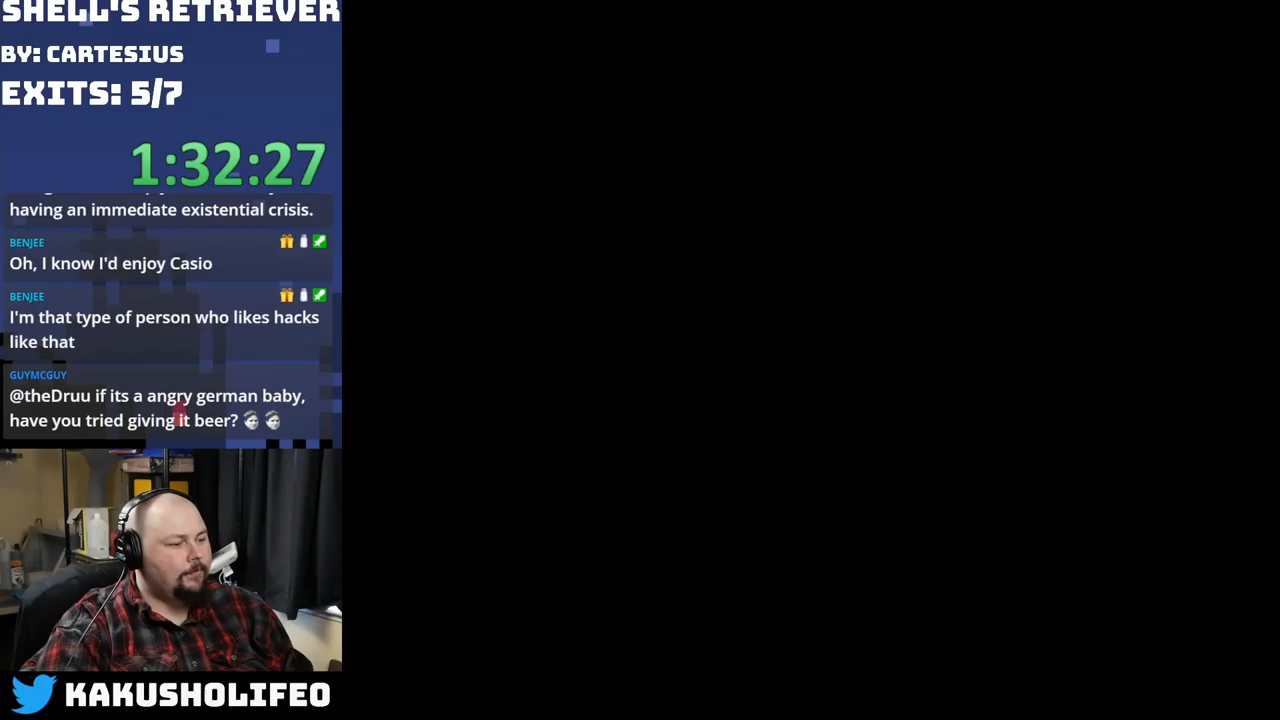 SHELL'S RETRIEVER
BY: CARTESIUS
EXITS: 5/7
1:32:27
having an immediate existential crisis.
BENJEE
Oh, I know I'd enjoy Casio
BENJEE
I'm that type of person who likes hacks
like that
GUYMCGUY
@theDruu if its a angry german baby,
have you tried giving it beer?
KAKUSHOLIFEO